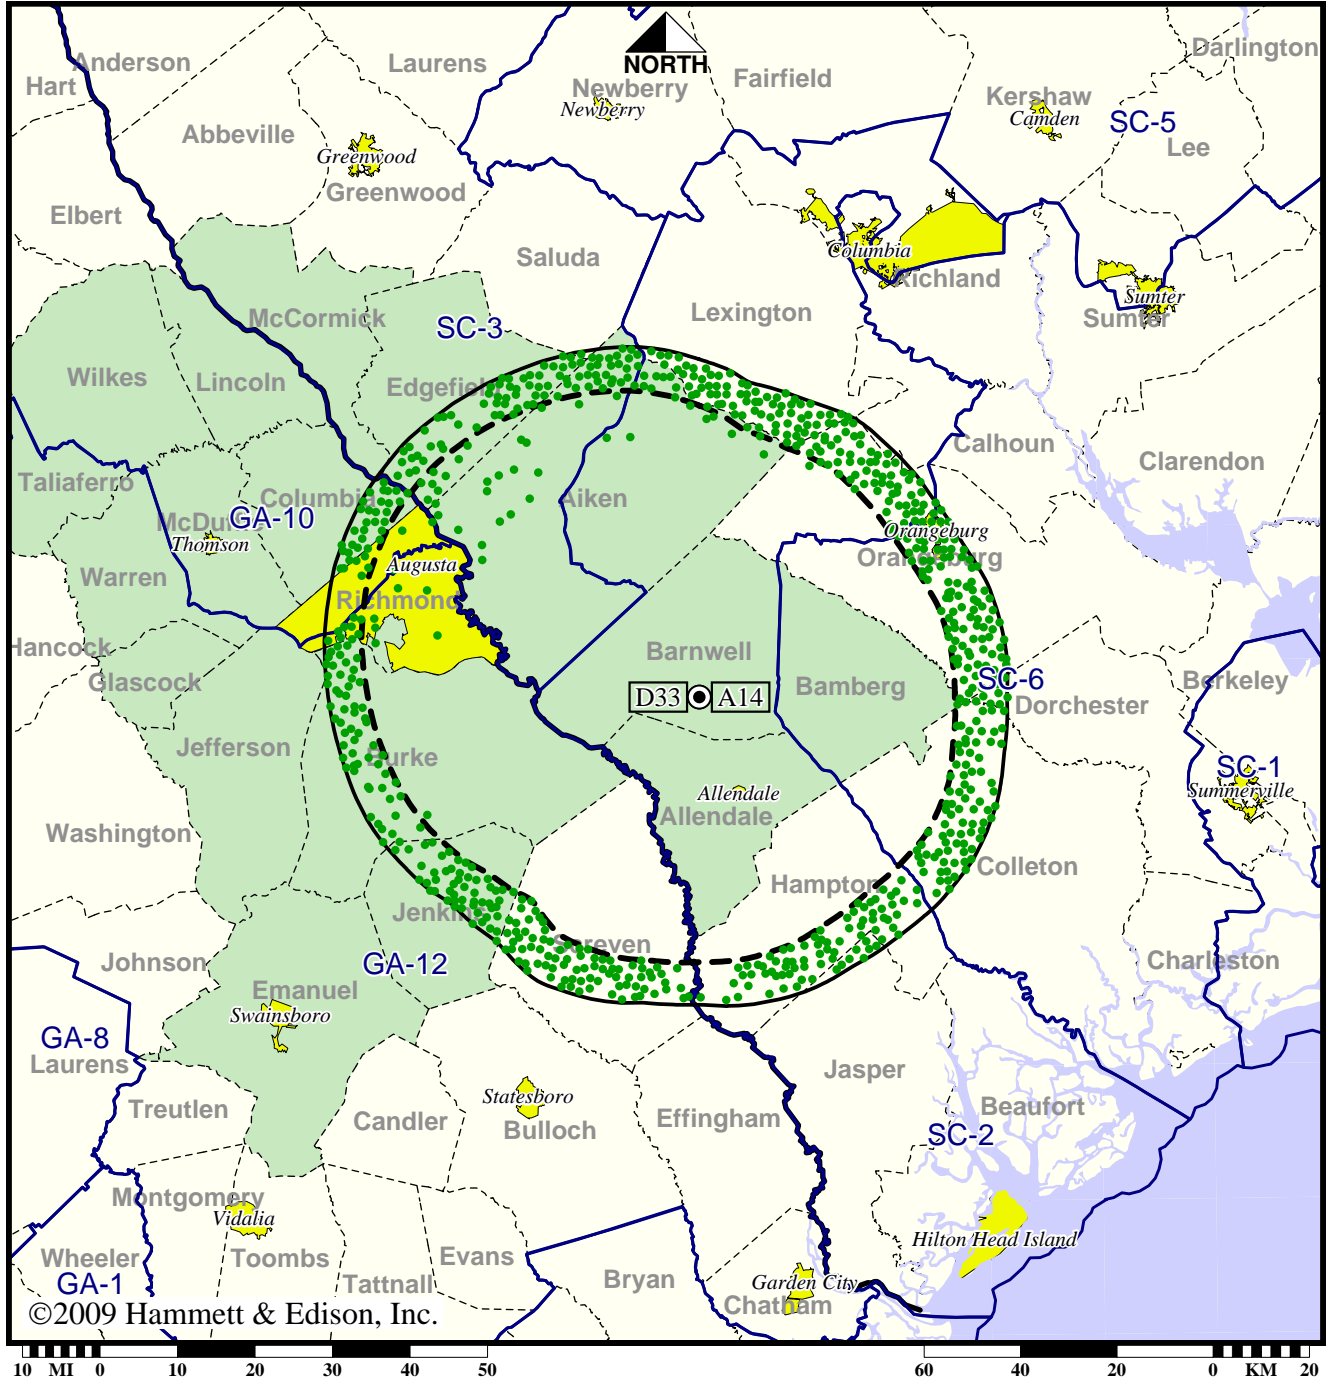 Darlington
Anderson
Laurens
NORTH
Fairfield
Hart
Newberry
Newberry
Kershaw
Camden
SC-5
Lee
Abbeville
Greenwood
Greenwood
Elbert
Saluda
Columbia
Richland
Sumter
Sumter
Lexington
McCormick
SC-3
Wilkes
Lincoln
Edgefield
Calhoun
Clarendon
Taliaferro
Columbia
Aiken
McDuffie
GA-10
Thomson
Orangeburg
Orangeburg
Augusta
Warren
Richmond
Hancock
Barnwell
Glascock
SC-6
Berkeley
D33
A14
Bamberg
Dorchester
Jefferson
Burke
SC-1
Summerville
Allendale
Allendale
Washington
Colleton
Hampton
Jenkins
Screven
Johnson
GA-12
Charleston
Emanuel
Swainsboro
GA-8
Laurens
Jasper
Treutlen
Candler
Statesboro
Bulloch
Effingham
Beaufort
SC-2
Montgomery
Vidalia
Hilton Head Island
Wheeler
Toombs
Evans
GA-1
Tattnall
Bryan
Garden City
Chatham
©2009 Hammett & Edison, Inc.
10 MI 0 10 20 30 40 50 60 40 20 0 KM 20